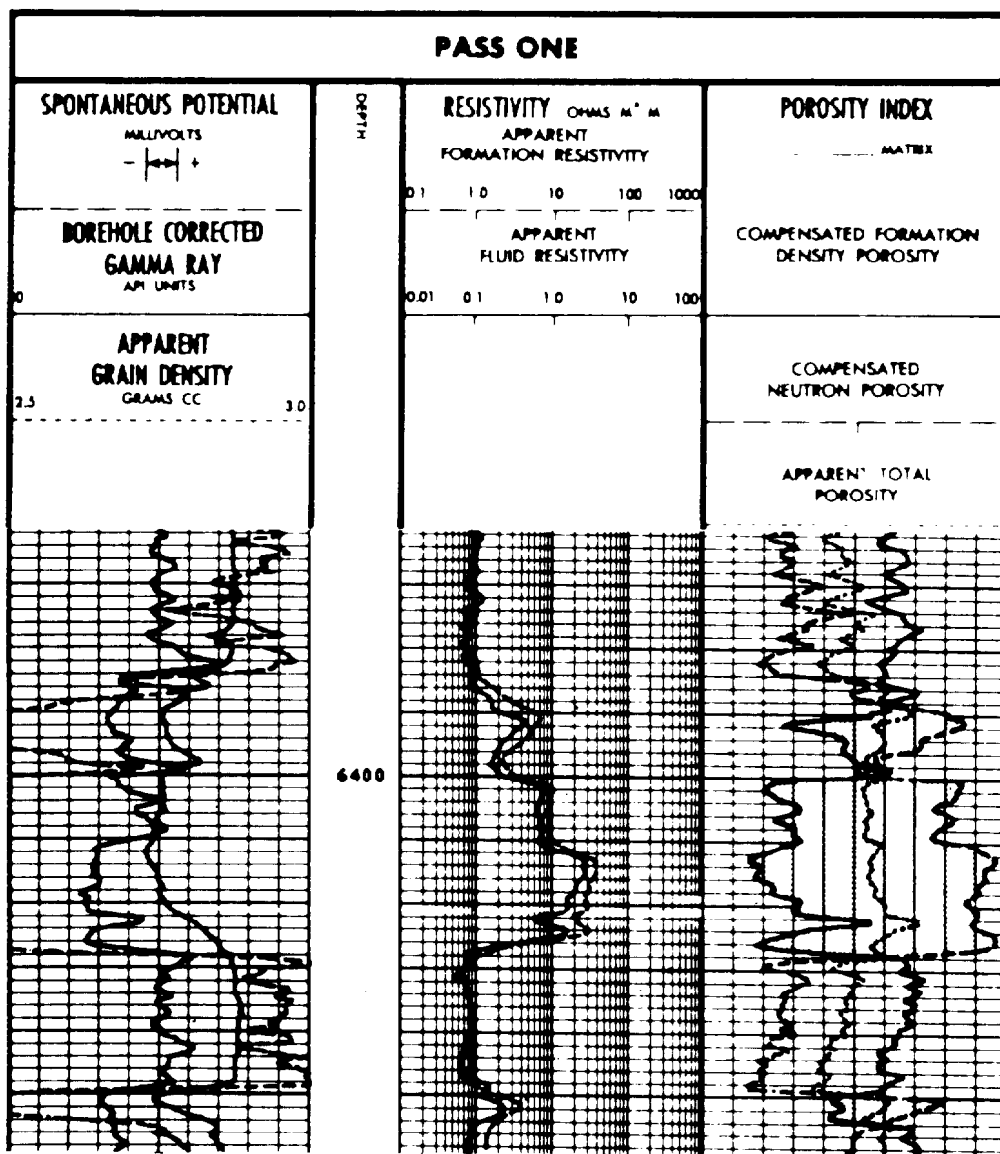 PASS ONE
SPONTANEOUS POTENTIAL
MILLIVOLTS
- +
BOREHOLE CORRECTED
GAMMA RAY
API UNITS
0
APPARENT
GRAIN DENSITY
GRAMS CC
2.5 3.0
DEPTH
6400
RESISTIVITY OHMS M² M
APPARENT
FORMATION RESISTIVITY
0.1 1.0 10 100 1000
APPARENT
FLUID RESISTIVITY
0.01 0.1 1.0 10 100
POROSITY INDEX
MATRIX
COMPENSATED FORMATION
DENSITY POROSITY
COMPENSATED
NEUTRON POROSITY
APPARENT TOTAL
POROSITY